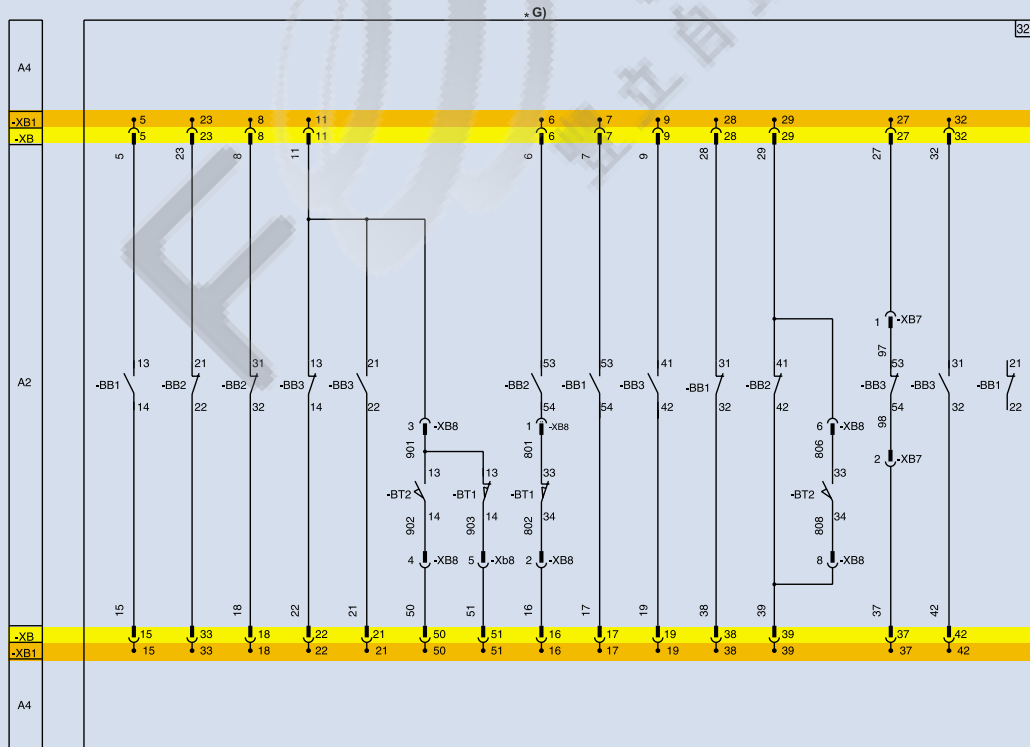 * G)
32
A4
-XB1 5 23 8 11 6 7 9 28 29 27 32
-XB 5 23 8 11 6 7 9 28 29 27 32
5 23 8 11 6 7 9 28 29 27 32
1 -XB7
97
13 21 31 13 21 53 53 41 31 41 53 31 21
A2 -BB1 -BB2 -BB2 -BB3 -BB3 -BB2 -BB1 -BB3 -BB1 -BB2 -BB3 -BB3 -BB1
14 22 32 14 22 54 54 42 32 42 54 32 22
98
3 -XB8 1 -XB8 6 -XB8
901 801 806
2 -XB7
13 13 33 33
-BT2 -BT1 -BT1 -BT2
14 14 34 34
902 903 802 808
4 -XB8 5 -Xb8 2 -XB8 8 -XB8
15 18 22 21 50 51 16 17 19 38 39 37 42
-XB 15 33 18 22 21 50 51 16 17 19 38 39 37 42
-XB1 15 33 18 22 21 50 51 16 17 19 38 39 37 42
A4
立自